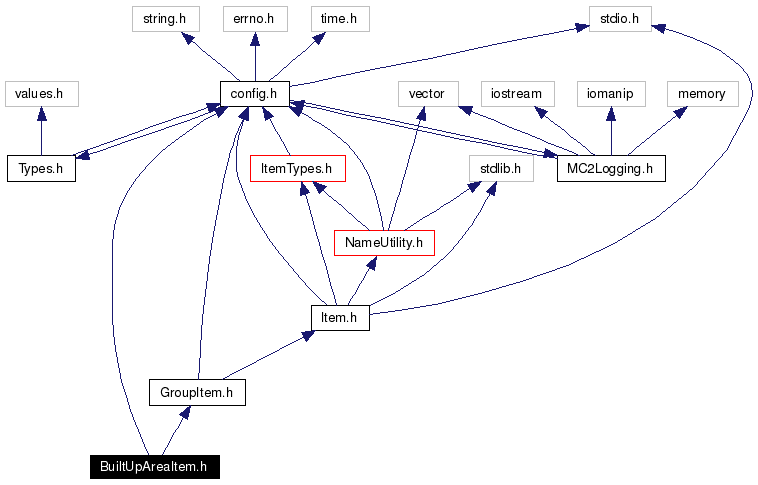 string.h
errno.h
time.h
stdio.h
values.h
config.h
vector
iostream
iomanip
memory
Types.h
ItemTypes.h
stdlib.h
MC2Logging.h
NameUtility.h
Item.h
GroupItem.h
BuiltUpAreaItem.h